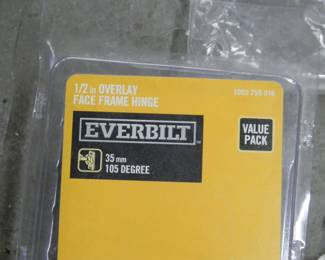 1/2 in OVERLAY
FACE FRAME HINGE
EVERBILT
35 mm
105 DEGREE
VALUE
PACK